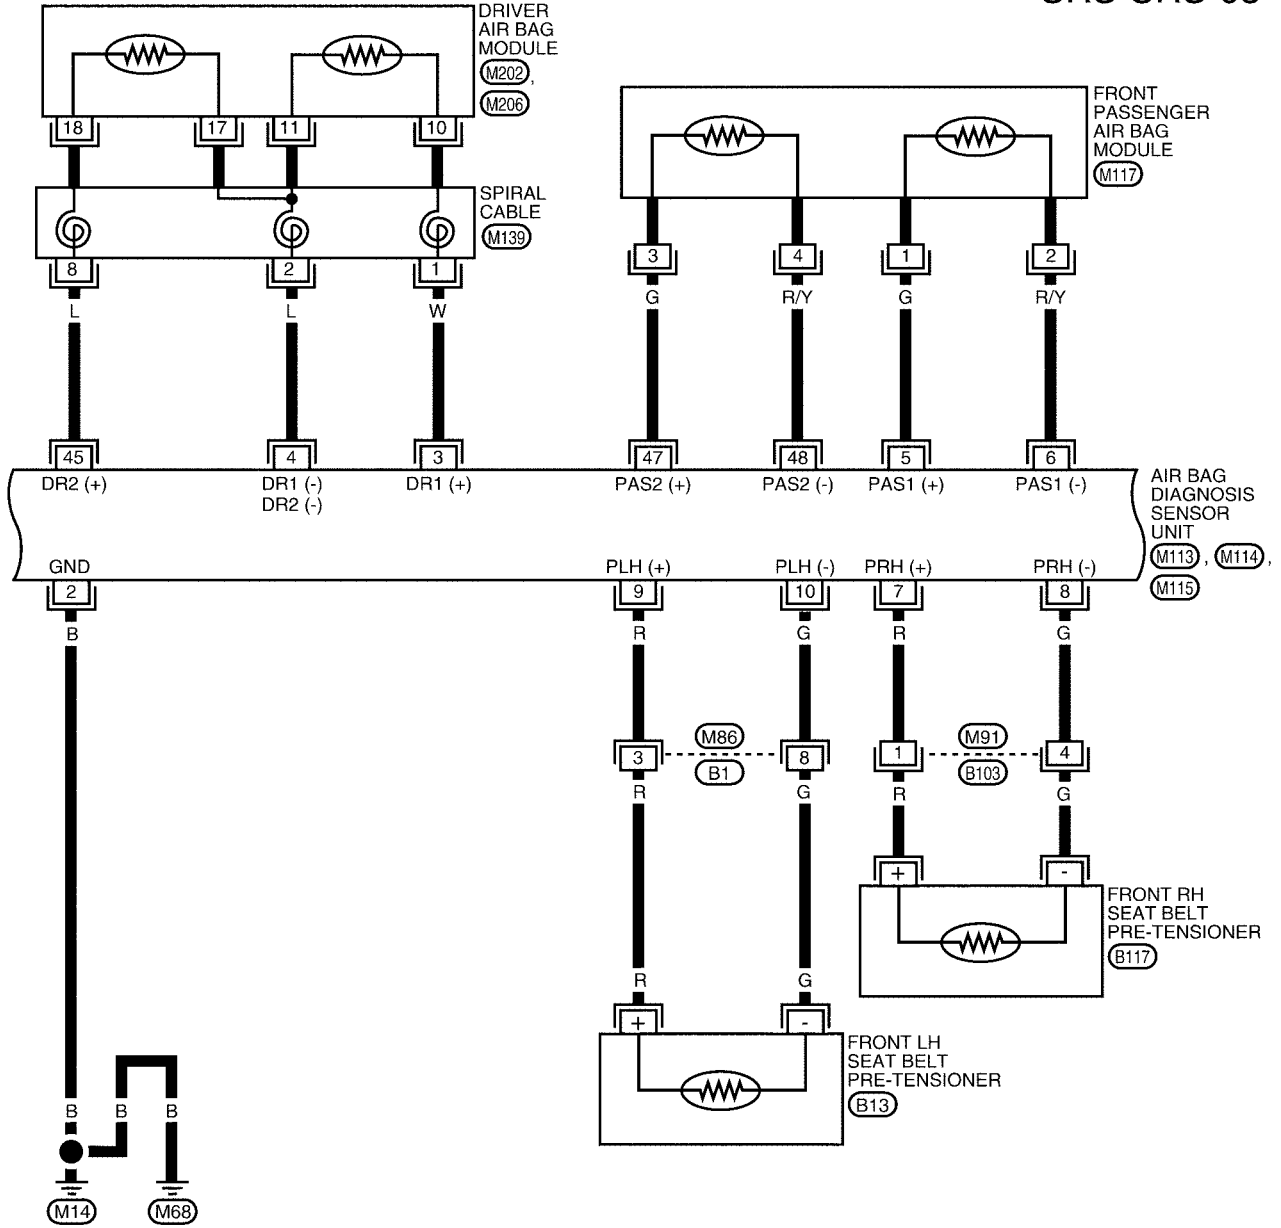 DRIVER
AIR BAG
MODULE
M202,
M206
18 17 11 10
SPIRAL
CABLE
M139
8 2 1
L L W
FRONT
PASSENGER
AIR BAG
MODULE
M117
3 4 1 2
G R/Y G R/Y
45 4 3 47 48 5 6
DR2 (+) DR1 (-) DR1 (+) PAS2 (+) PAS2 (-) PAS1 (+) PAS1 (-)
DR2 (-)
AIR BAG
DIAGNOSIS
SENSOR
UNIT
M113, M114,
M115
GND PLH (+) PLH (-) PRH (+) PRH (-)
2 9 10 7 8
B R G R G
M86 M91
3 8 1 4
B1 B103
R G R G
+ -
FRONT RH
SEAT BELT
PRE-TENSIONER
B117
R G
+ -
FRONT LH
SEAT BELT
PRE-TENSIONER
B13
B B B
M14 M68